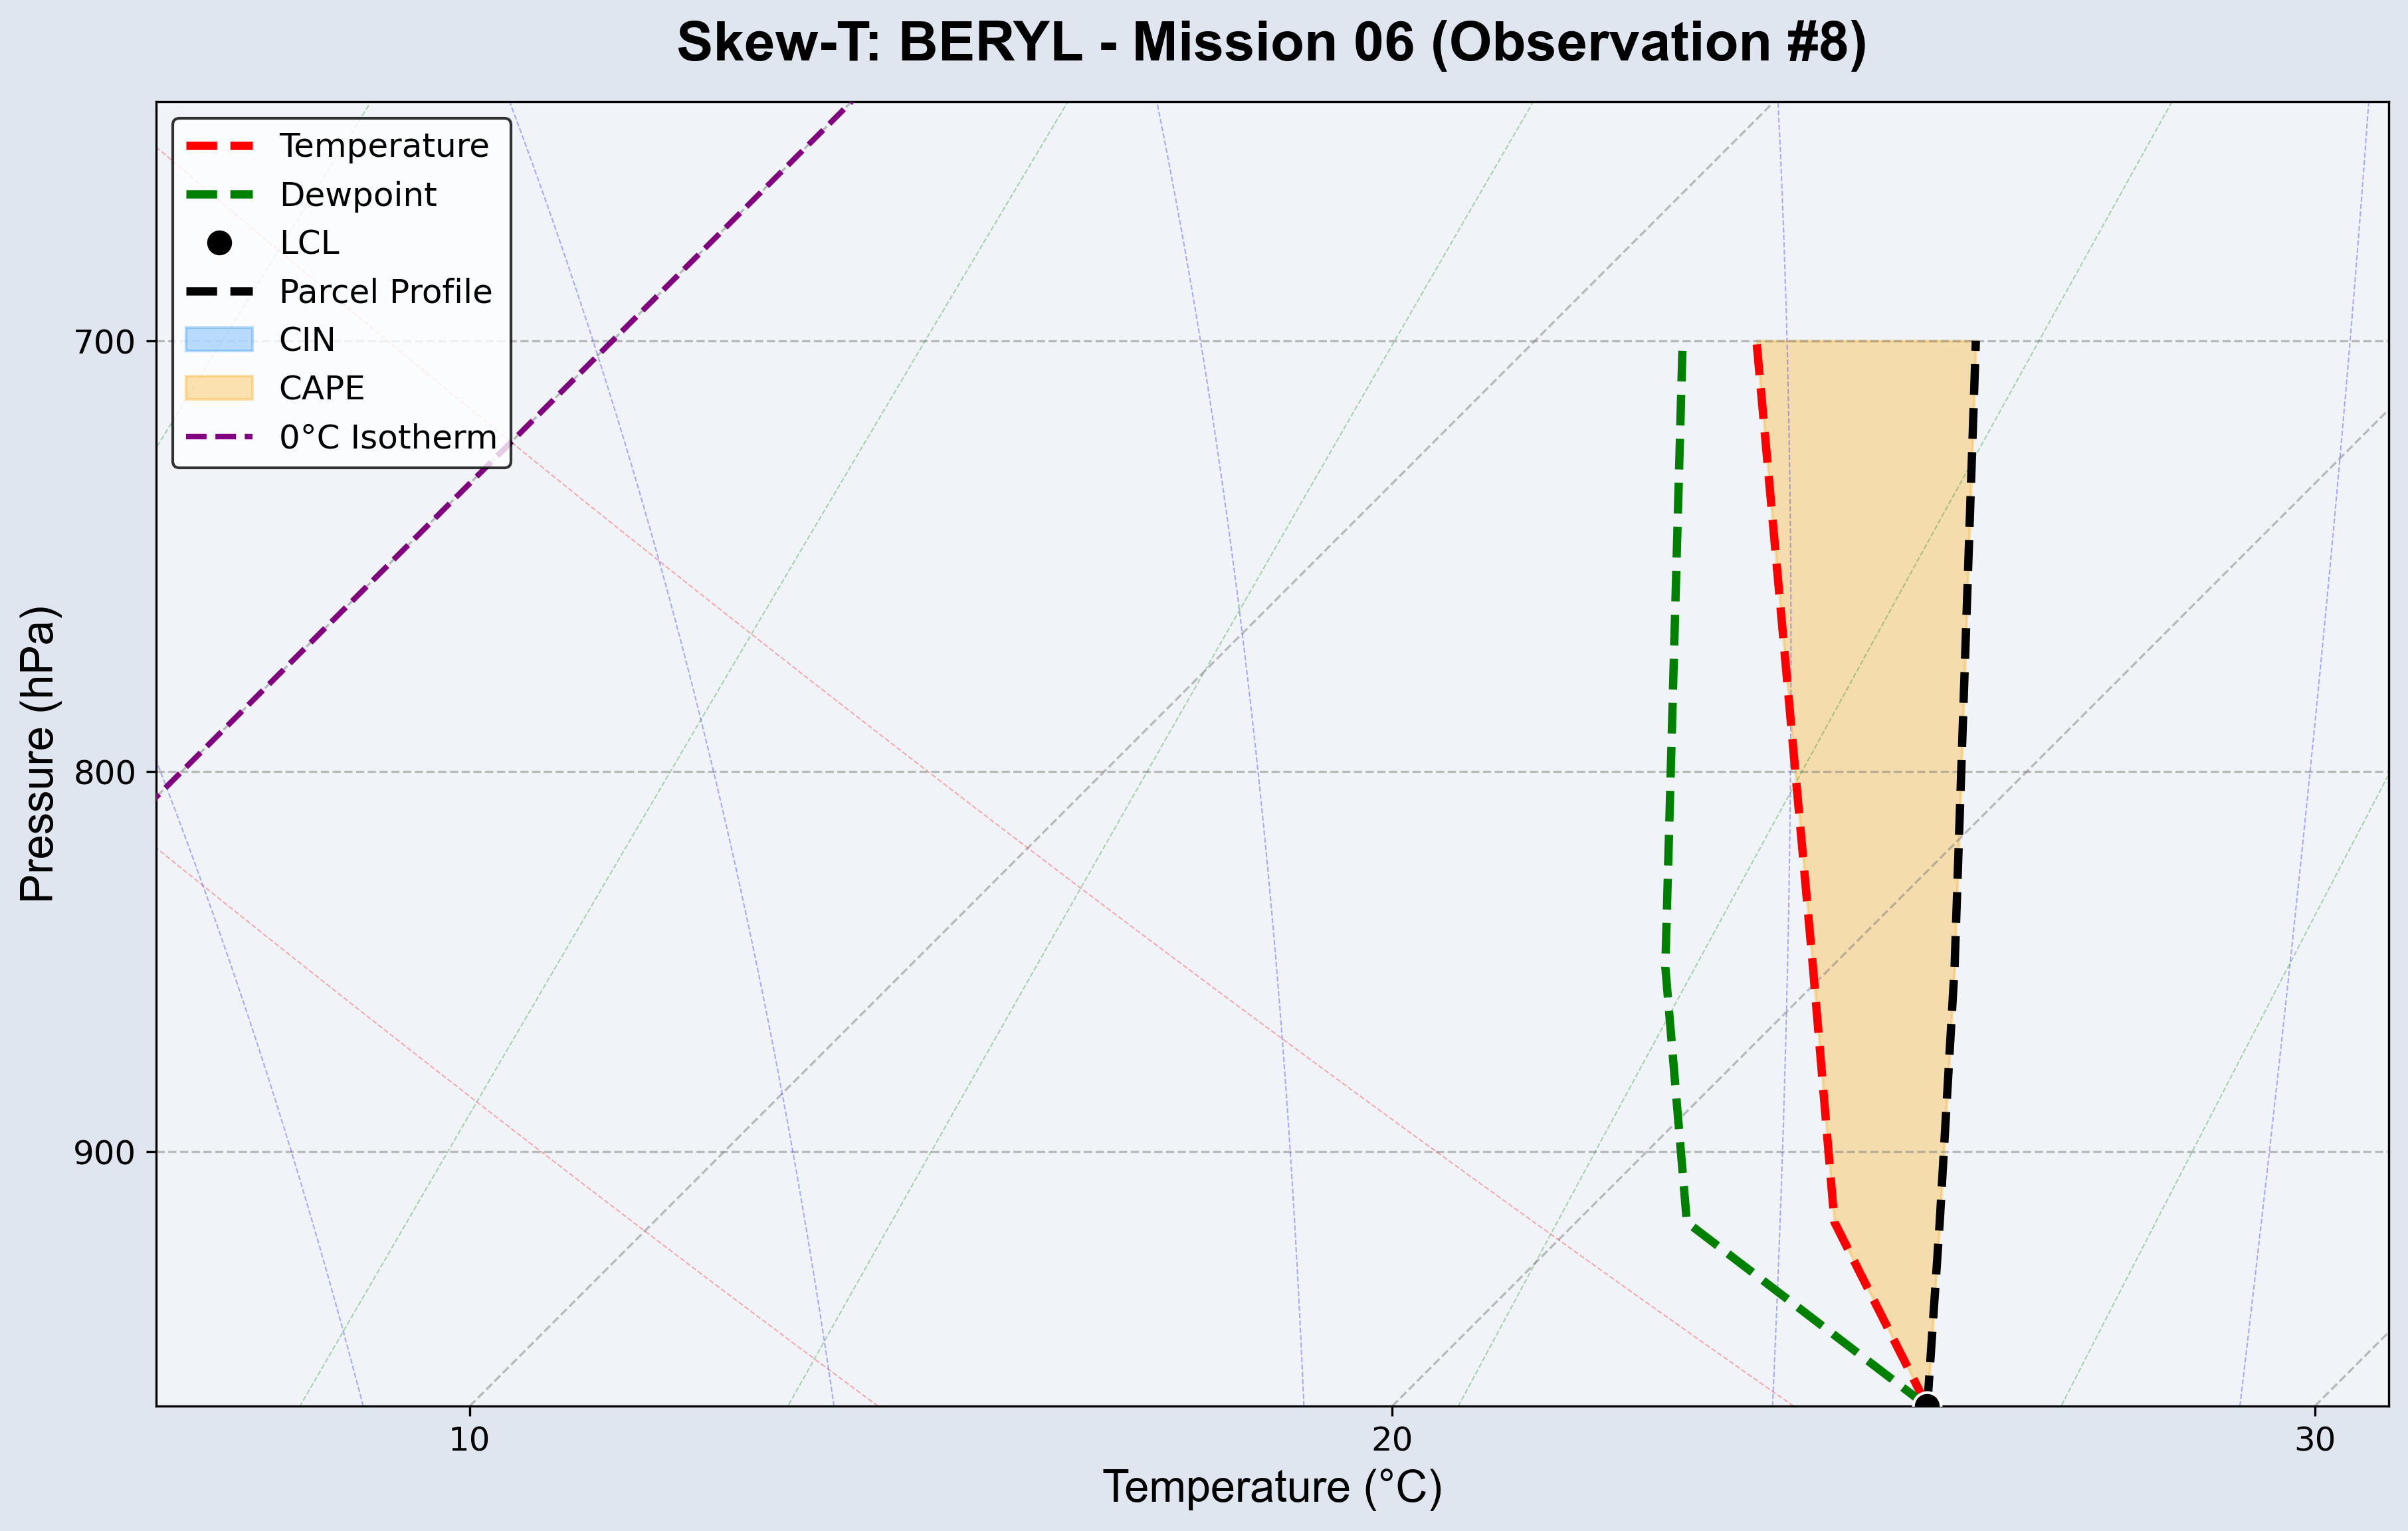 Skew-T: BERYL - Mission 06 (Observation #8)
Temperature
Dewpoint
LCL
Parcel Profile
CIN
CAPE
0°C Isotherm
700
800
900
Pressure (hPa)
10
20
30
Temperature (°C)